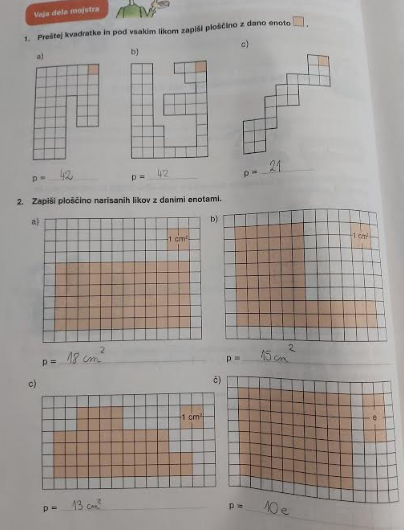 Vaja dela mojstra
1. Preštej kvadratke in pod vsakim likom zapiši ploščino z dano enoto .
a) b) c)
p = 42 p = 42 p = 21
2. Zapiši ploščino narisanih likov z danimi enotami.
a) b)
1 cm² 1 cm²
p = 18 cm² p = 15 cm²
c) č)
1 cm² e
p = 13 cm² p = 10 e